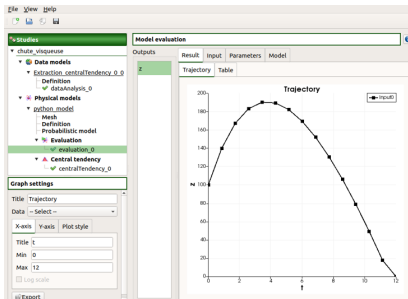 File View Help
Studies
chute_visqueuse
Data models
Extraction_centralTendency_0_0
Definition
dataAnalysis_0
Physical models
python_model
Mesh
Definition
Probabilistic model
Evaluation
evaluation_0
Central tendency
centralTendency_0
Graph settings
Title Trajectory
Data -- Select --
X-axis Y-axis Plot style
Title t
Min 0
Max 12
Log scale
Export
Model evaluation
Outputs
z
Result Input Parameters Model
Trajectory Table
Trajectory
Input0
200
180
160
140
120
100
80
60
40
20
0
z
0 2 4 6 8 10 12
t